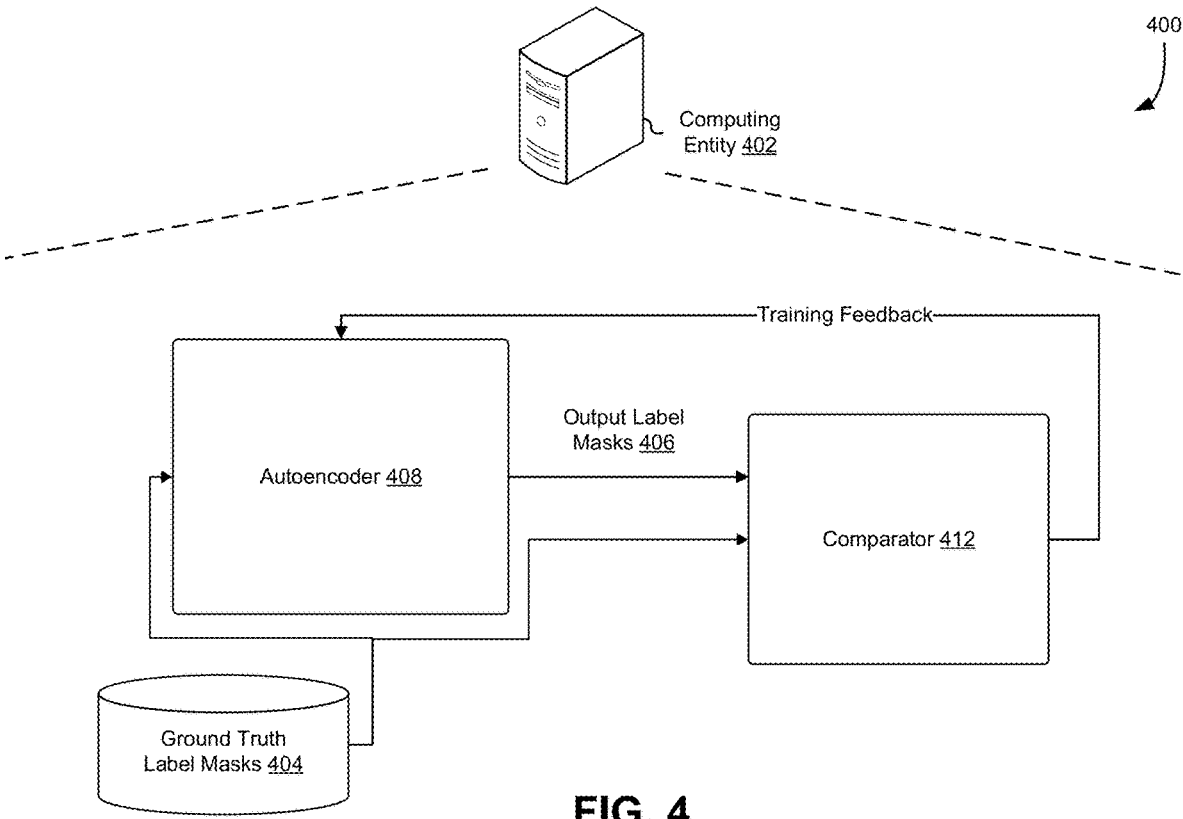 400
Computing
Entity 402
Training Feedback
Output Label
Masks 406
Autoencoder 408
Comparator 412
Ground Truth
Label Masks 404
FIG. 4